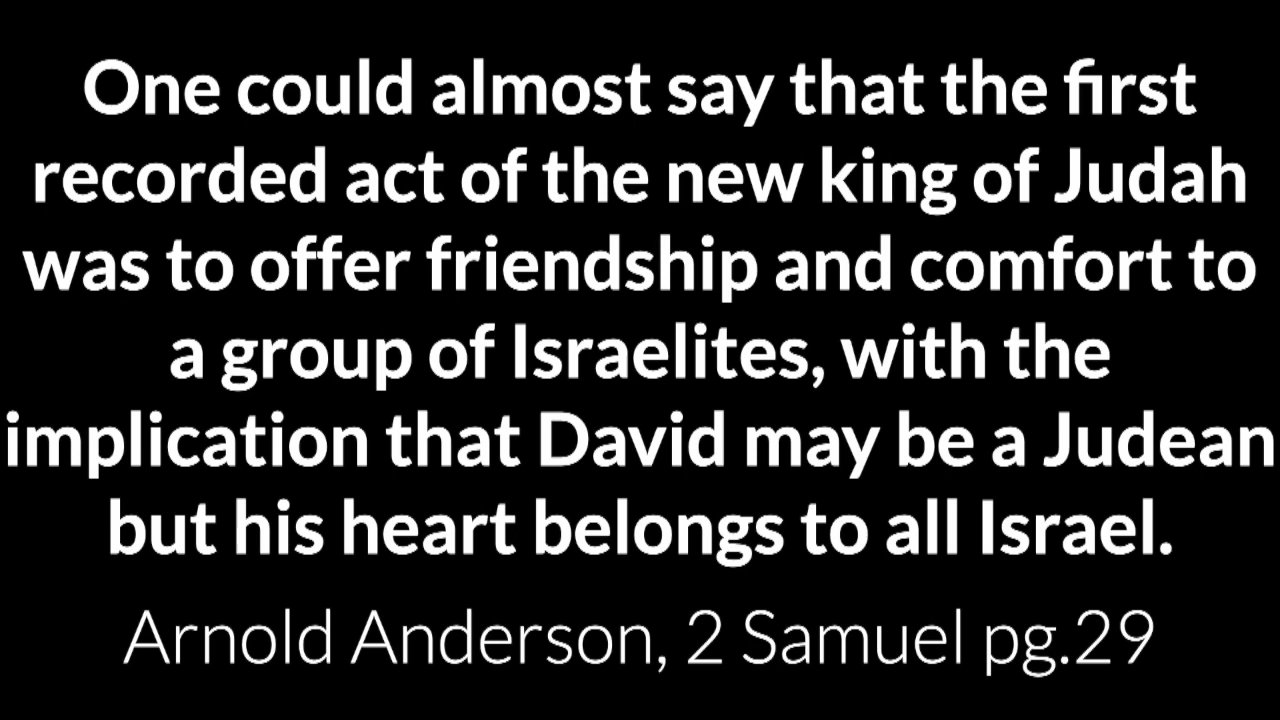 One could almost say that the first
recorded act of the new king of Judah
was to offer friendship and comfort to
a group of Israelites, with the
implication that David may be a Judean
but his heart belongs to all Israel.
Arnold Anderson, 2 Samuel pg.29